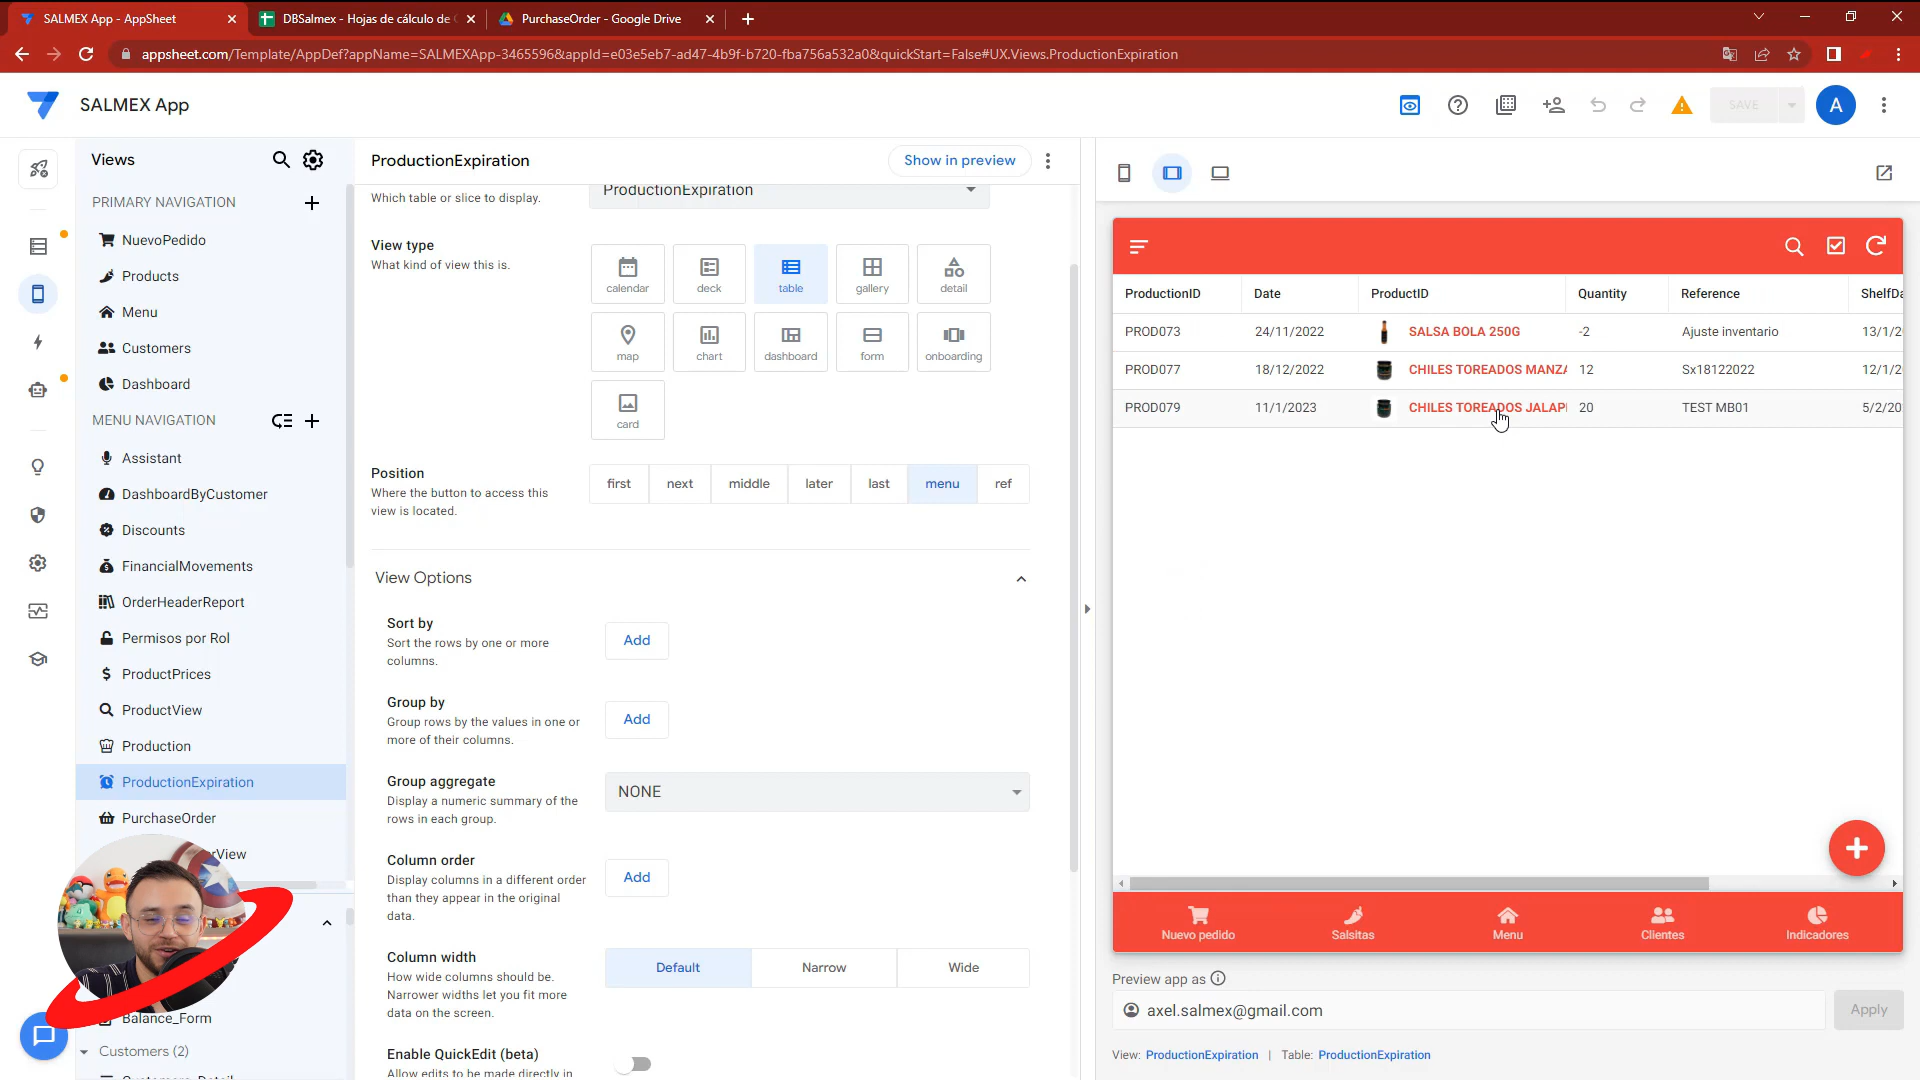 SALMEX App - AppSheet
DBSalmex - Hojas de cálculo de
PurchaseOrder - Google Drive
appsheet.com/Template/AppDef?appName=SALMEXApp-3465596&appId=e03e5eb7-ad47-4b9f-b720-fba756a532a0&quickStart=False#UX.Views.ProductionExpiration
SALMEX App
SAVE
A
Views
PRIMARY NAVIGATION
NuevoPedido
Products
Menu
Customers
Dashboard
MENU NAVIGATION
Assistant
DashboardByCustomer
Discounts
FinancialMovements
OrderHeaderReport
Permisos por Rol
ProductPrices
ProductView
Production
ProductionExpiration
PurchaseOrder
rView
Balance_Form
Customers (2)
ProductionExpiration
Show in preview
Which table or slice to display.
ProductionExpiration
View type
What kind of view this is.
calendar
deck
table
gallery
detail
map
chart
dashboard
form
onboarding
card
Position
Where the button to access this
view is located.
first
next
middle
later
last
menu
ref
View Options
Sort by
Sort the rows by one or more
columns.
Add
Group by
Group rows by the values in one or
more of their columns.
Add
Group aggregate
Display a numeric summary of the
rows in each group.
NONE
Column order
Display columns in a different order
than they appear in the original
data.
Add
Column width
How wide columns should be.
Narrower widths let you fit more
data on the screen.
Default
Narrow
Wide
Enable QuickEdit (beta)
Allow edits to be made directly in
ProductionID Date ProductID Quantity Reference ShelfDa
PROD073 24/11/2022 SALSA BOLA 250G -2 Ajuste inventario 13/1/2
PROD077 18/12/2022 CHILES TOREADOS MANZA 12 Sx18122022 12/1/2
PROD079 11/1/2023 CHILES TOREADOS JALAP 20 TEST MB01 5/2/20
Nuevo pedido
Salsitas
Menu
Clientes
Indicadores
Preview app as
axel.salmex@gmail.com
Apply
View: ProductionExpiration | Table: ProductionExpiration